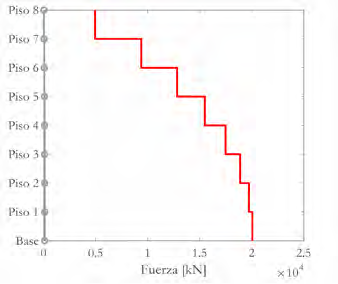 Piso 8
Piso 7
Piso 6
Piso 5
Piso 4
Piso 3
Piso 2
Piso 1
Base
0 0.5 1 1.5 2 2.5
Fuerza [kN] ×10⁴